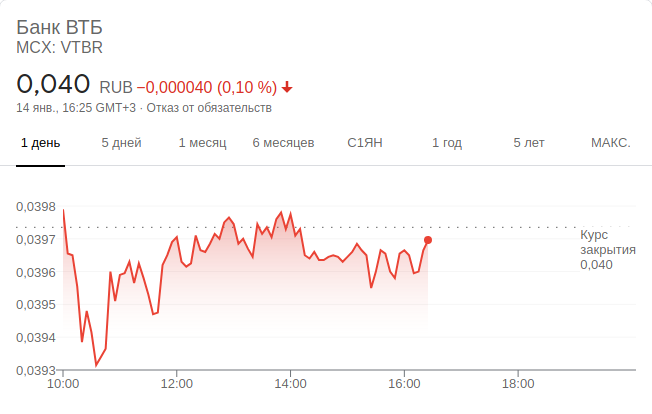 Банк ВТБ
MCX: VTBR
0,040 RUB −0,000040 (0,10 %)
14 янв., 16:25 GMT+3 · Отказ от обязательств
1 день 5 дней 1 месяц 6 месяцев С1ЯН 1 год 5 лет МАКС.
0,0398
0,0397
0,0396
0,0395
0,0394
0,0393
Курс
закрытия
0,040
10:00 12:00 14:00 16:00 18:00